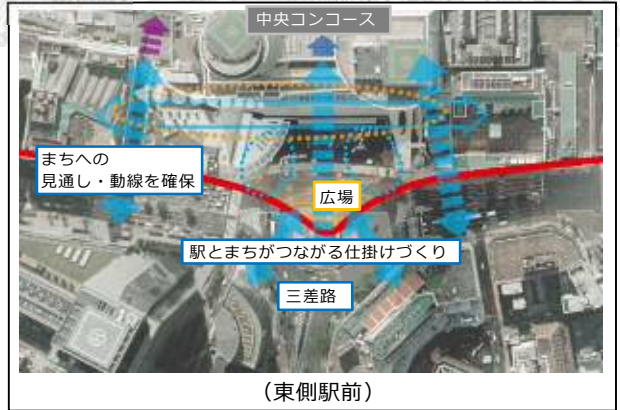 中央コンコース
まちへの
見通し・動線を確保
広場
駅とまちがつながる仕掛けづくり
三差路
（東側駅前）